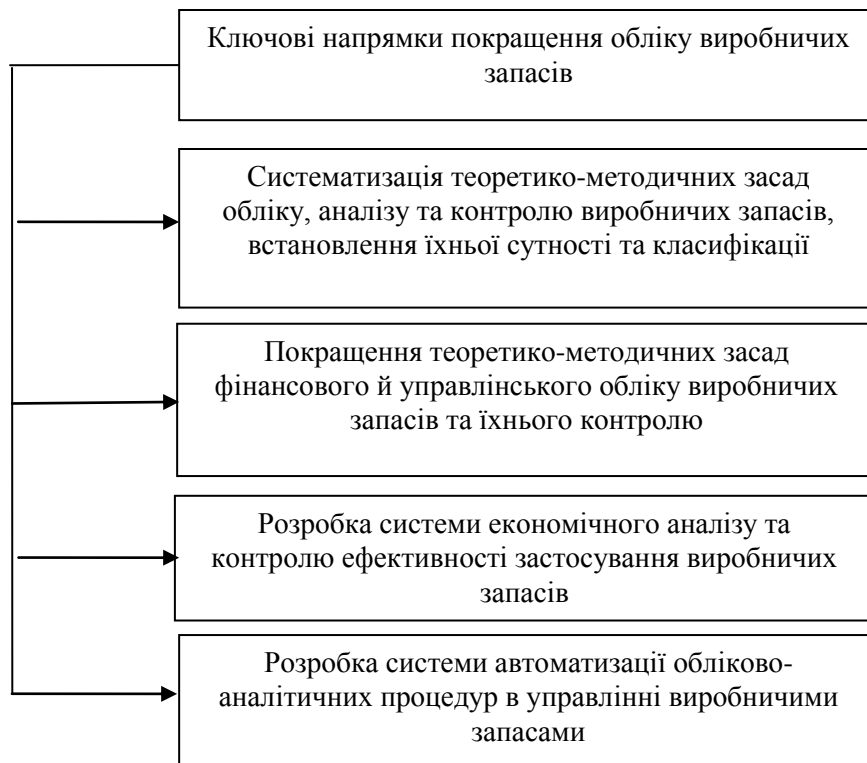 Ключові напрямки покращення обліку виробничих
запасів
Систематизація теоретико-методичних засад
обліку, аналізу та контролю виробничих запасів,
встановлення їхньої сутності та класифікації
Покращення теоретико-методичних засад
фінансового й управлінського обліку виробничих
запасів та їхнього контролю
Розробка системи економічного аналізу та
контролю ефективності застосування виробничих
запасів
Розробка системи автоматизації обліково-
аналітичних процедур в управлінні виробничими
запасами